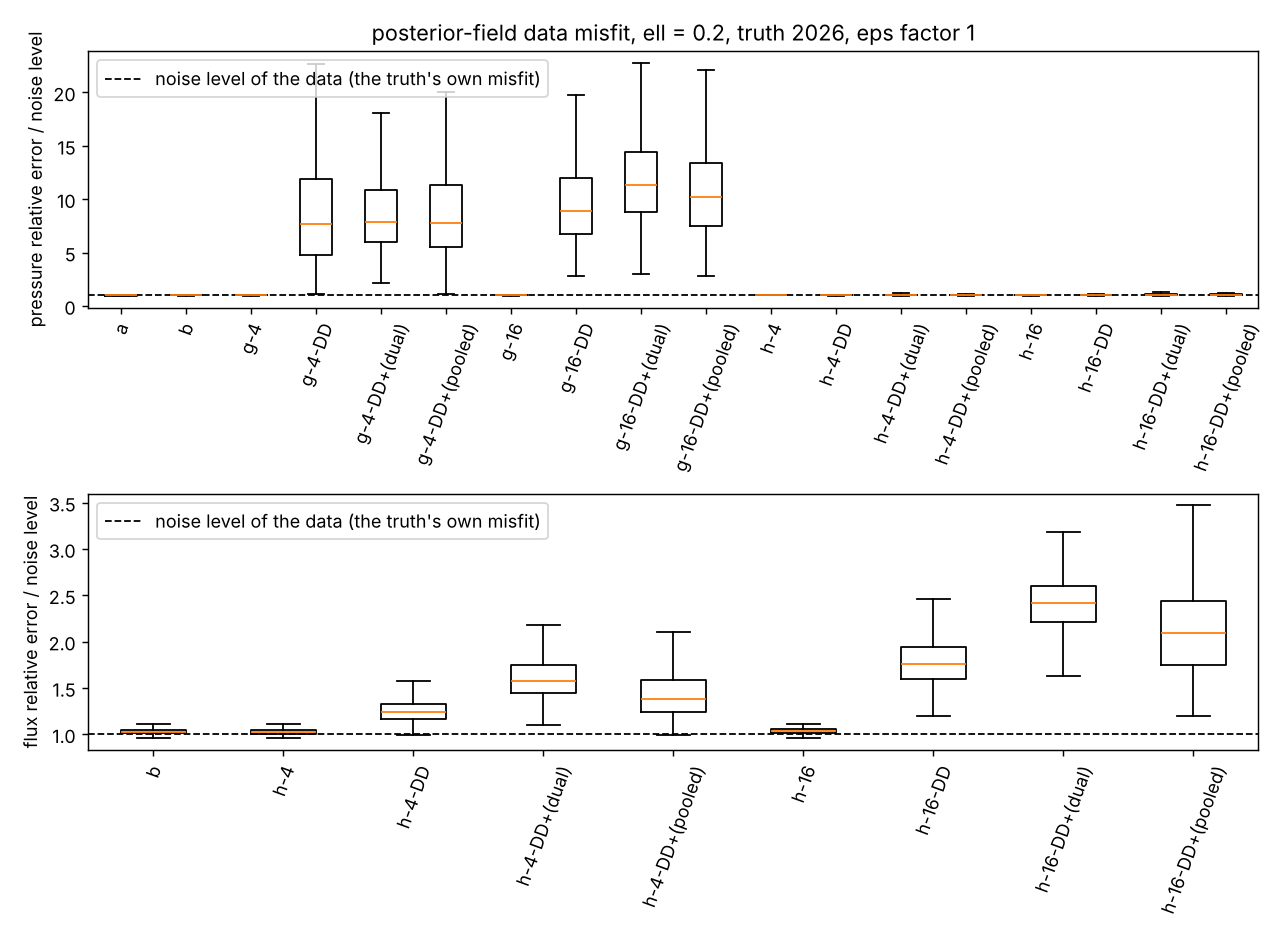 posterior-field data misfit, ell = 0.2, truth 2026, eps factor 1
pressure relative error / noise level
noise level of the data (the truth's own misfit)
20
15
10
5
0
a
b
g-4
g-4-DD
g-4-DD+(dual)
g-4-DD+(pooled)
g-16
g-16-DD
g-16-DD+(dual)
g-16-DD+(pooled)
h-4
h-4-DD
h-4-DD+(dual)
h-4-DD+(pooled)
h-16
h-16-DD
h-16-DD+(dual)
h-16-DD+(pooled)
flux relative error / noise level
noise level of the data (the truth's own misfit)
3.5
3.0
2.5
2.0
1.5
1.0
b
h-4
h-4-DD
h-4-DD+(dual)
h-4-DD+(pooled)
h-16
h-16-DD
h-16-DD+(dual)
h-16-DD+(pooled)